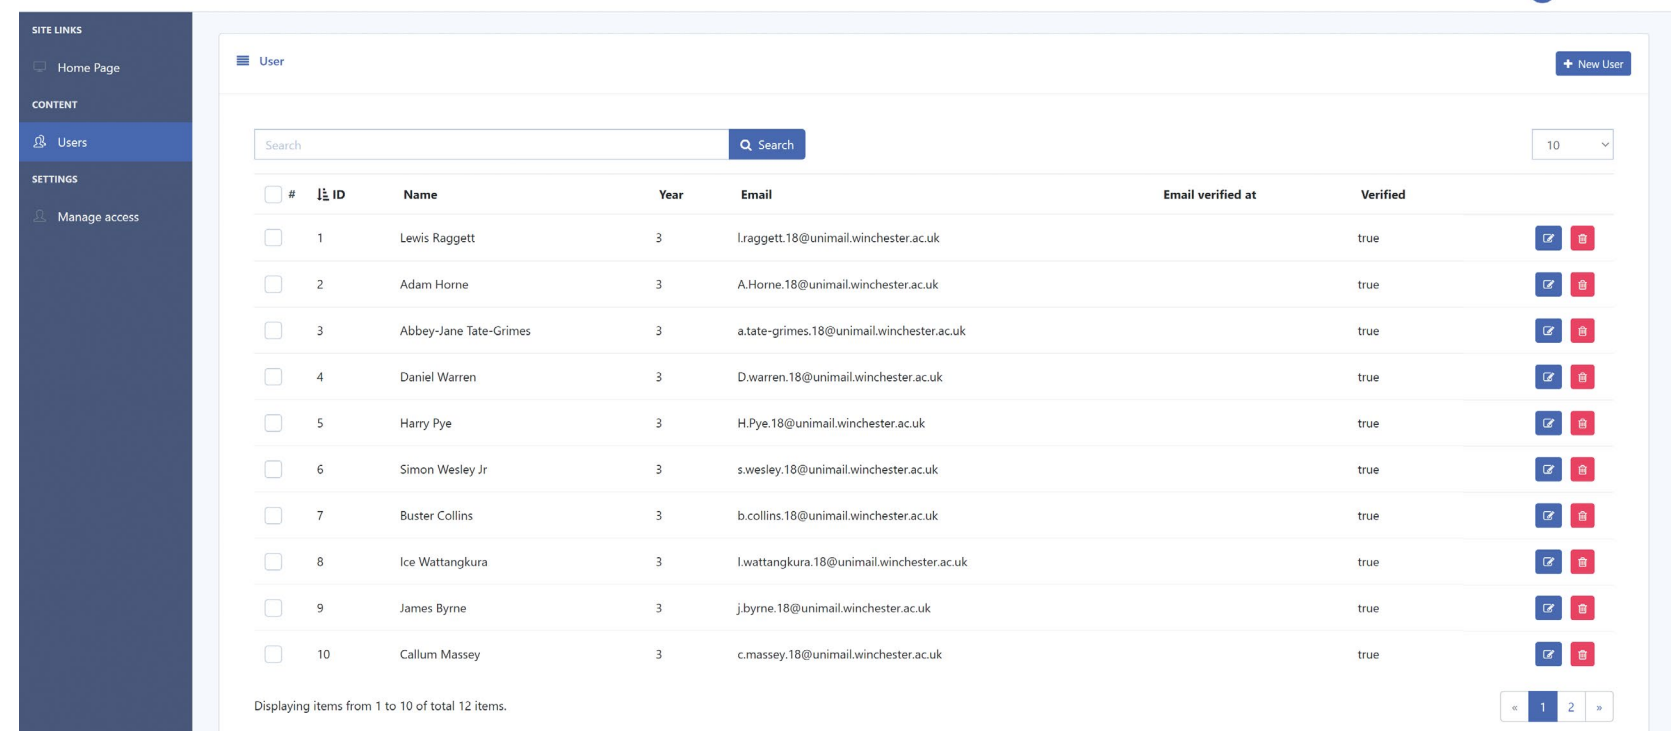 SITE LINKS
Home Page
CONTENT
Users
SETTINGS
Manage access
User
+ New User
Search Search 10
# ID Name Year Email Email verified at Verified
1 Lewis Raggett 3 l.raggett.18@unimail.winchester.ac.uk true
2 Adam Horne 3 A.Horne.18@unimail.winchester.ac.uk true
3 Abbey-Jane Tate-Grimes 3 a.tate-grimes.18@unimail.winchester.ac.uk true
4 Daniel Warren 3 D.warren.18@unimail.winchester.ac.uk true
5 Harry Pye 3 H.Pye.18@unimail.winchester.ac.uk true
6 Simon Wesley Jr 3 s.wesley.18@unimail.winchester.ac.uk true
7 Buster Collins 3 b.collins.18@unimail.winchester.ac.uk true
8 Ice Wattangkura 3 I.wattangkura.18@unimail.winchester.ac.uk true
9 James Byrne 3 j.byrne.18@unimail.winchester.ac.uk true
10 Callum Massey 3 c.massey.18@unimail.winchester.ac.uk true
Displaying items from 1 to 10 of total 12 items.
« 1 2 »